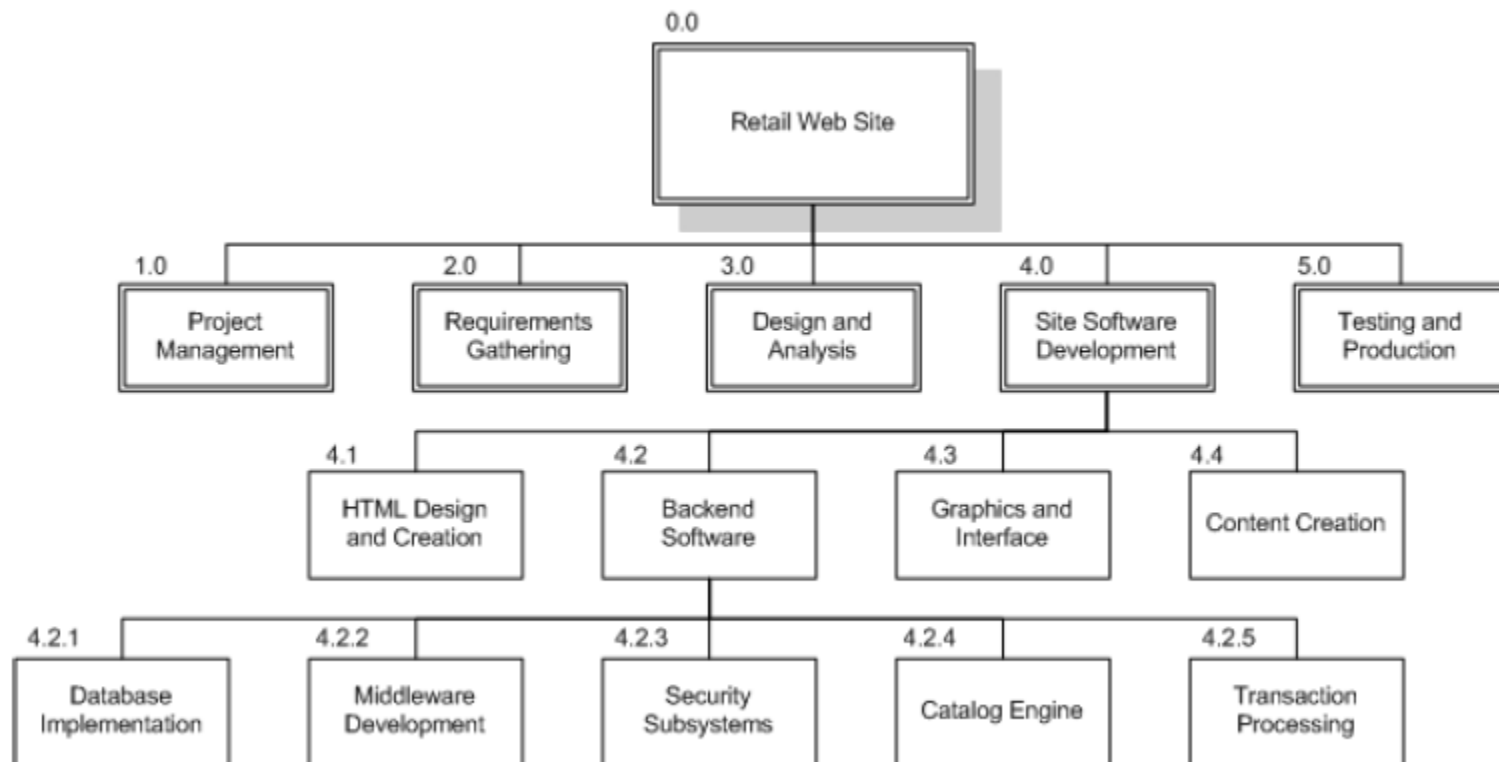 0.0
Retail Web Site
1.0
Project
Management
2.0
Requirements
Gathering
3.0
Design and
Analysis
4.0
Site Software
Development
5.0
Testing and
Production
4.1
HTML Design
and Creation
4.2
Backend
Software
4.3
Graphics and
Interface
4.4
Content Creation
4.2.1
Database
Implementation
4.2.2
Middleware
Development
4.2.3
Security
Subsystems
4.2.4
Catalog Engine
4.2.5
Transaction
Processing